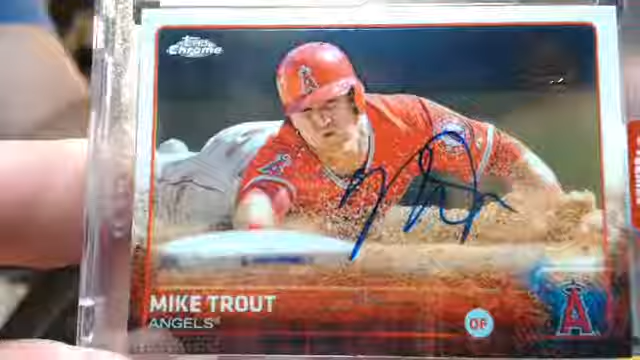 Topps
Chrome
MIKE TROUT
ANGELS
OF